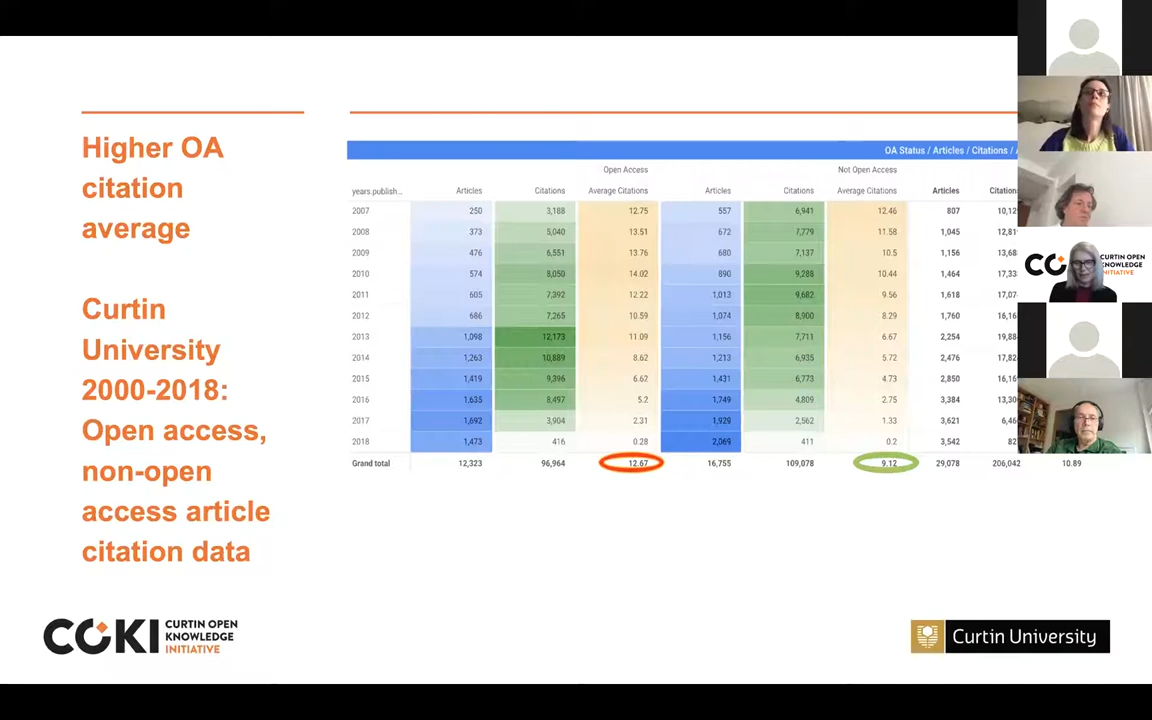 Higher OA
citation
average
Curtin
University
2000-2018:
Open access,
non-open
access article
citation data
OA Status / Articles / Citations /
Open Access Not Open Access
years.publish... Articles Citations Average Citations Articles Citations Average Citations Articles Citations
2007 250 3,188 12.75 557 6,941 12.46 807 10,12
2008 373 5,040 13.51 672 7,779 11.58 1,045 12,81
2009 476 6,551 13.76 680 7,137 10.5 1,156 13,68
2010 574 8,050 14.02 890 9,288 10.44 1,464 17,33
2011 605 7,392 12.22 1,013 9,682 9.56 1,618 17,07
2012 686 7,265 10.59 1,074 8,900 8.29 1,760 16,16
2013 1,098 12,173 11.09 1,156 7,711 6.67 2,254 19,88
2014 1,263 10,889 8.62 1,213 6,935 5.72 2,476 17,82
2015 1,419 9,396 6.62 1,431 6,773 4.73 2,850 16,16
2016 1,635 8,497 5.2 1,749 4,809 2.75 3,384 13,30
2017 1,692 3,904 2.31 1,929 2,562 1.33 3,621 6,46
2018 1,473 416 0.28 2,069 411 0.2 3,542 82
Grand total 12,323 96,964 12.67 16,755 109,078 9.12 29,078 206,042 10.89
CURTIN OPEN
KNOWLEDGE
INITIATIVE
COKI
CURTIN OPEN
KNOWLEDGE
INITIATIVE
Curtin University